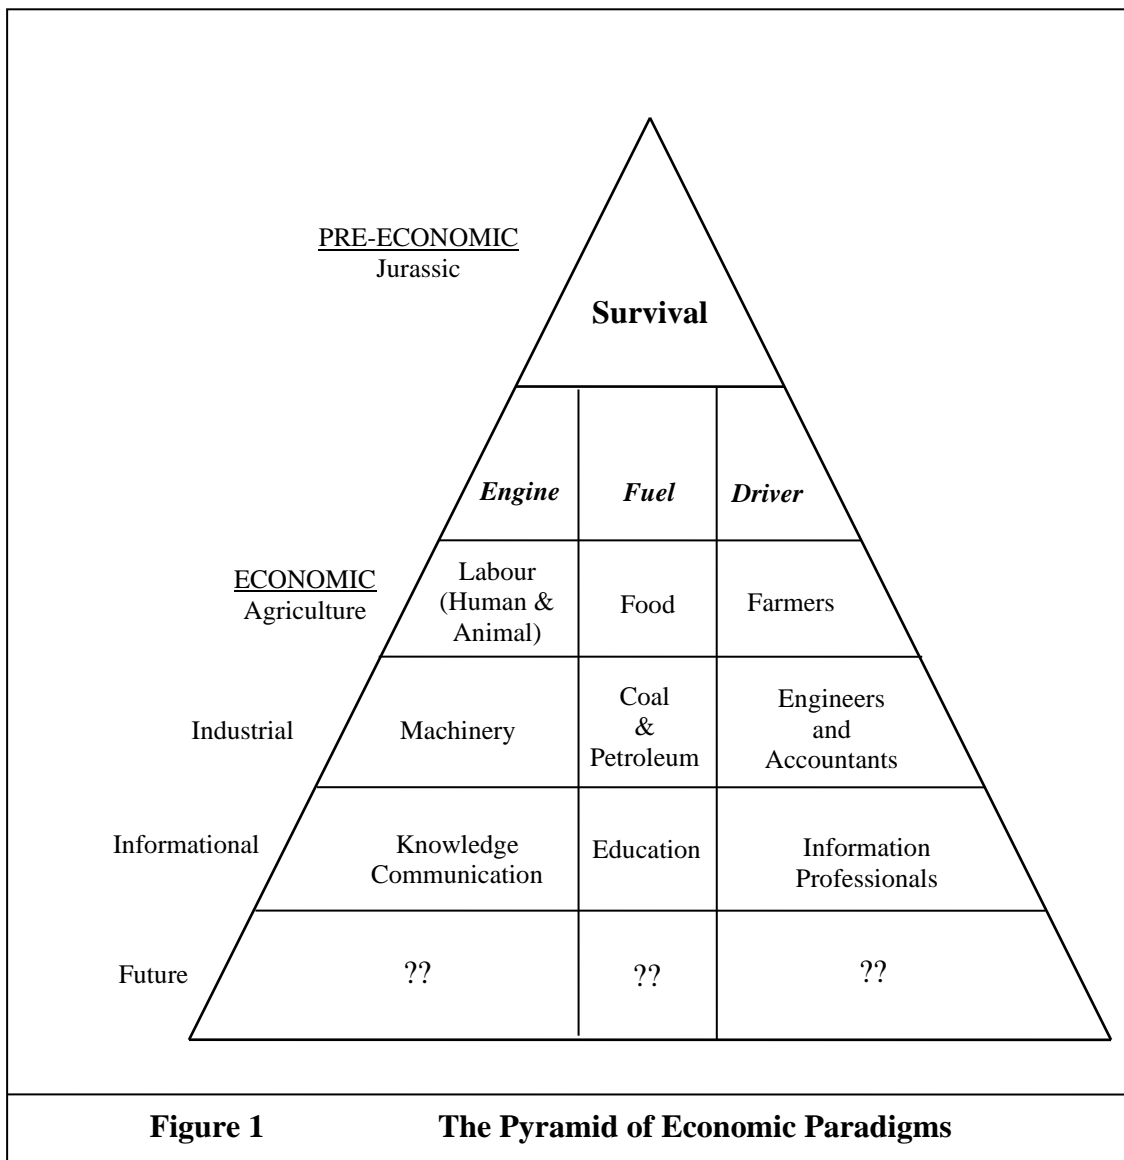 PRE-ECONOMIC
Jurassic
Survival
Engine Fuel Driver
ECONOMIC
Agriculture
Labour
(Human &
Animal)
Food
Farmers
Industrial
Machinery
Coal
&
Petroleum
Engineers
and
Accountants
Informational
Knowledge
Communication
Education
Information
Professionals
Future
??
??
??
Figure 1 The Pyramid of Economic Paradigms